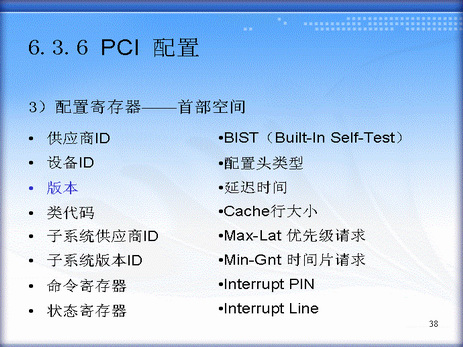 6.3.6 PCI 配置
3）配置寄存器——首部空间
• 供应商ID
• 设备ID
• 版本
• 类代码
• 子系统供应商ID
• 子系统版本ID
• 命令寄存器
• 状态寄存器
•BIST（Built-In Self-Test）
•配置头类型
•延迟时间
•Cache行大小
•Max-Lat 优先级请求
•Min-Gnt 时间片请求
•Interrupt PIN
•Interrupt Line
38